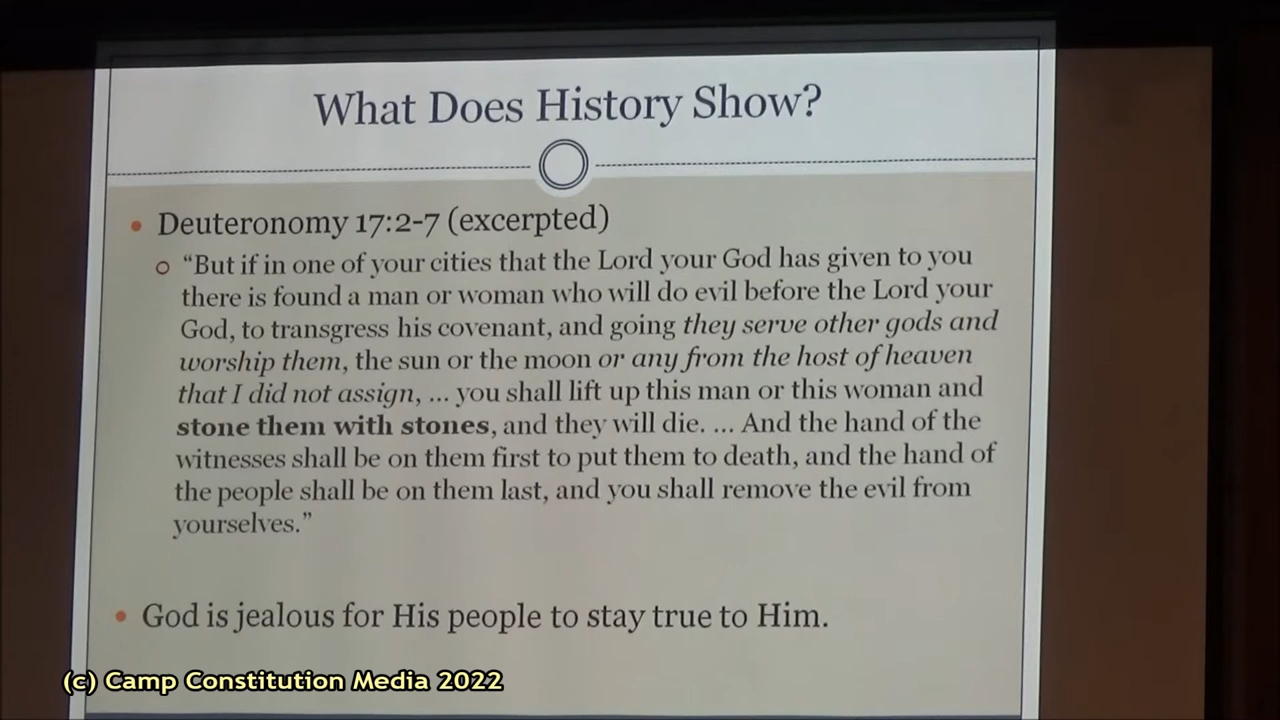 What Does History Show?
• Deuteronomy 17:2-7 (excerpted)
○ “But if in one of your cities that the Lord your God has given to you
there is found a man or woman who will do evil before the Lord your
God, to transgress his covenant, and going they serve other gods and
worship them, the sun or the moon or any from the host of heaven
that I did not assign, ... you shall lift up this man or this woman and
stone them with stones, and they will die. ... And the hand of the
witnesses shall be on them first to put them to death, and the hand of
the people shall be on them last, and you shall remove the evil from
yourselves.”
• God is jealous for His people to stay true to Him.
(c) Camp Constitution Media 2022